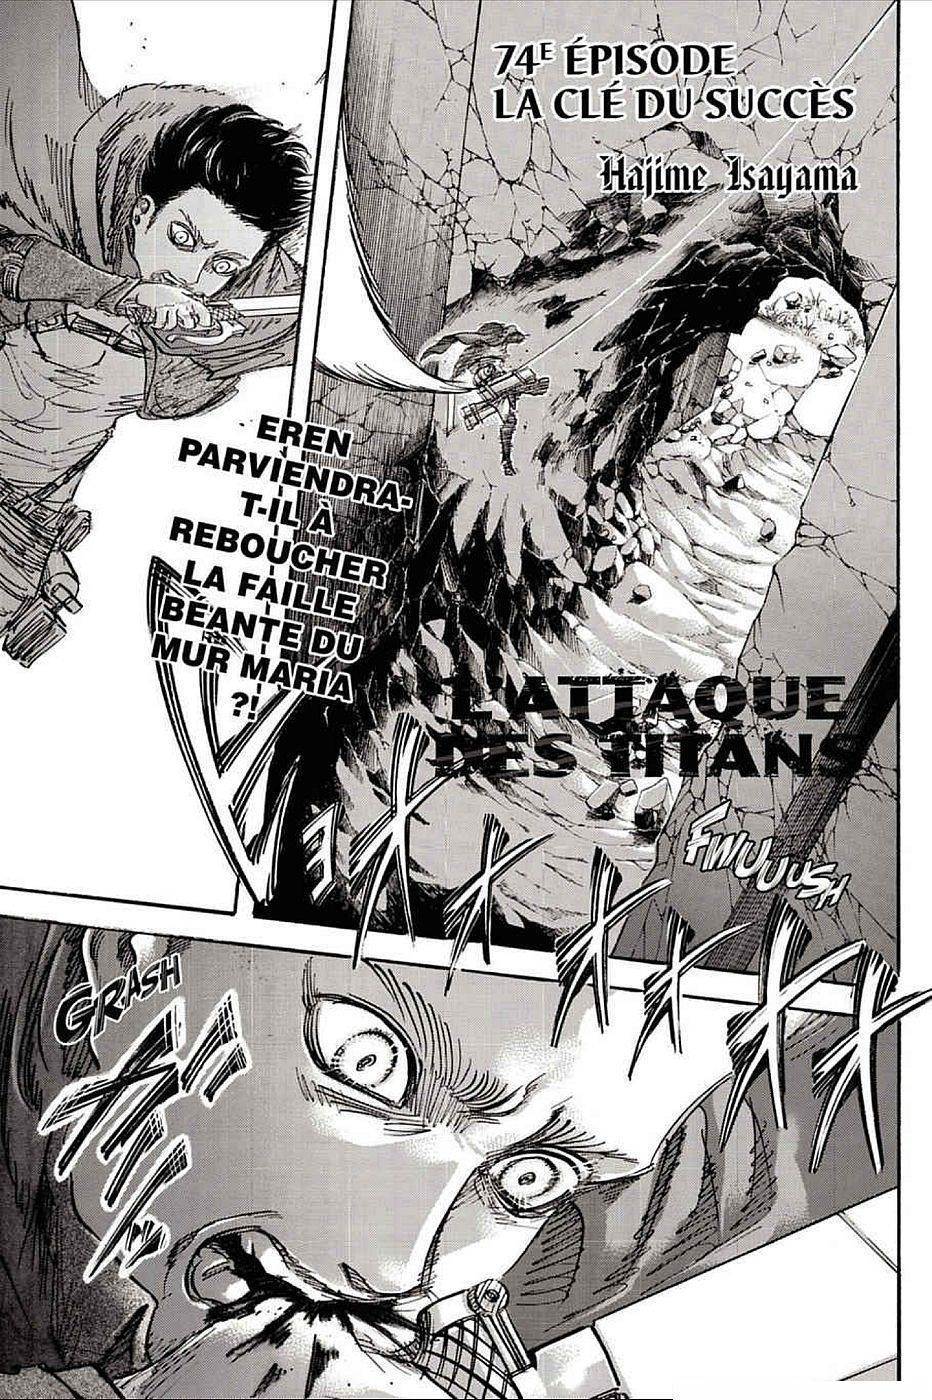 74E ÉPISODE
LA CLÉ DU SUCCÈS
Hajime Isayama
EREN
PARVIENDRA-
T-IL À
REBOUCHER
LA FAILLE
BÉANTE DU
MUR MARIA
?!
L'ATTAQUE
DES TITANS
FWUUUSH
GRASH